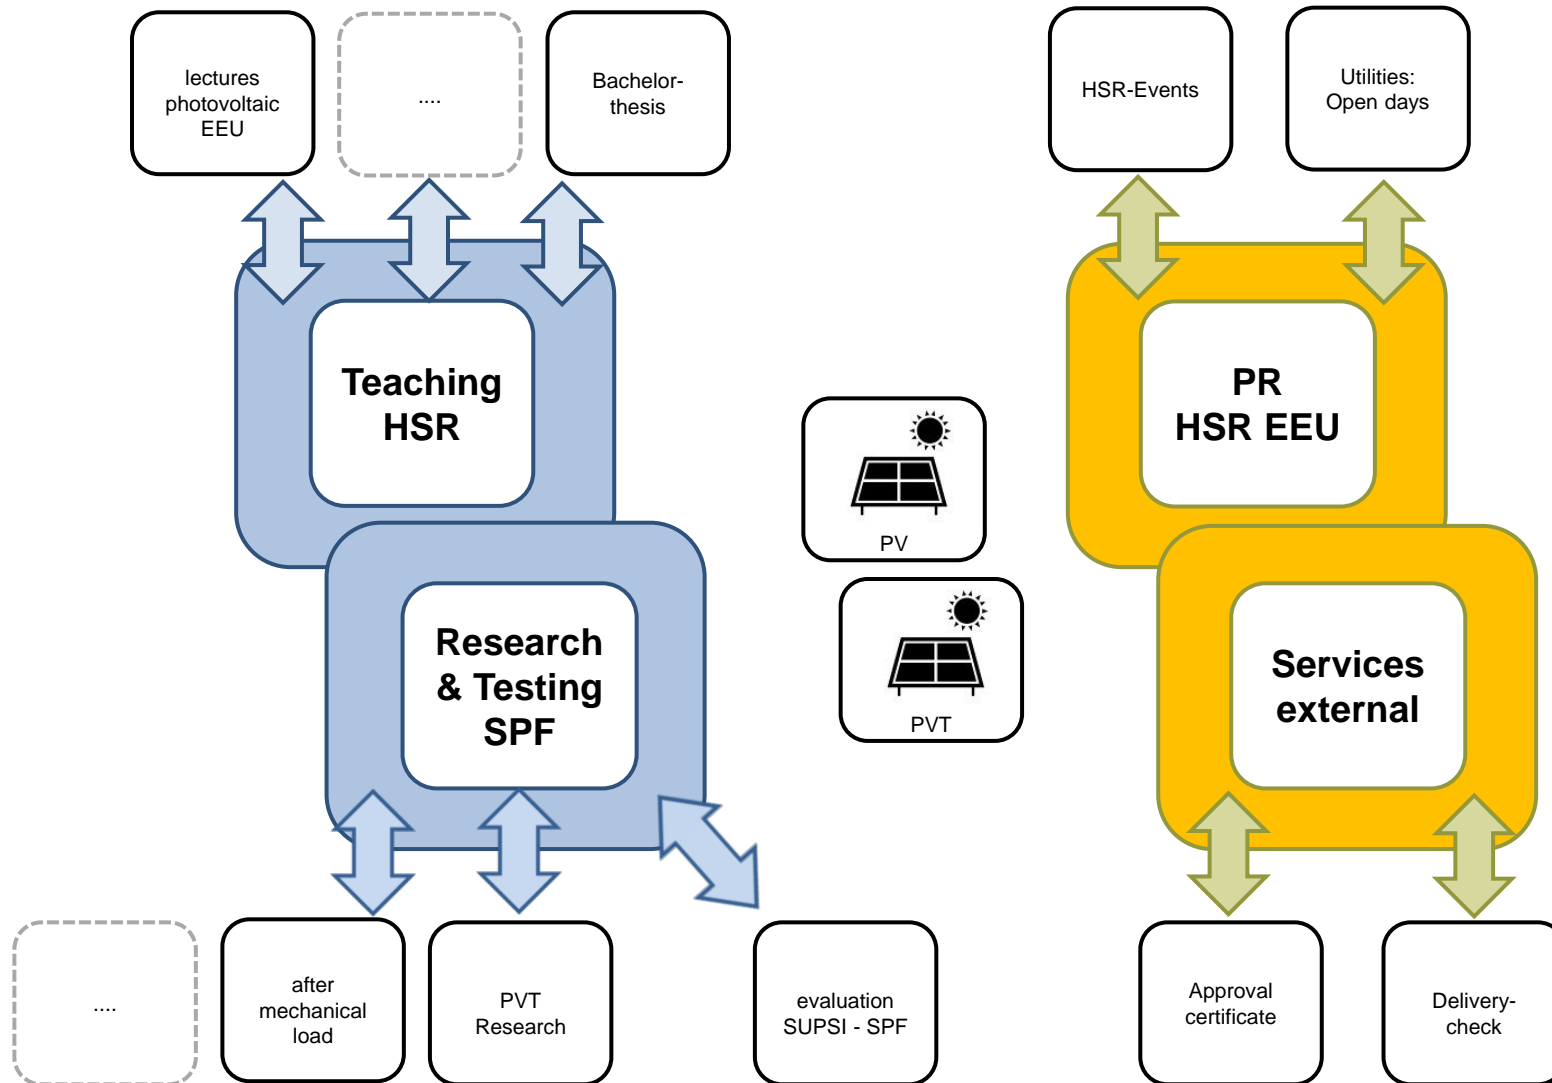 lectures
photovoltaic
EEU
....
Bachelor-
thesis
HSR-Events
Utilities:
Open days
Teaching
HSR
PR
HSR EEU
PV
PVT
Research
& Testing
SPF
Services
external
....
after
mechanical
load
PVT
Research
evaluation
SUPSI - SPF
Approval
certificate
Delivery-
check